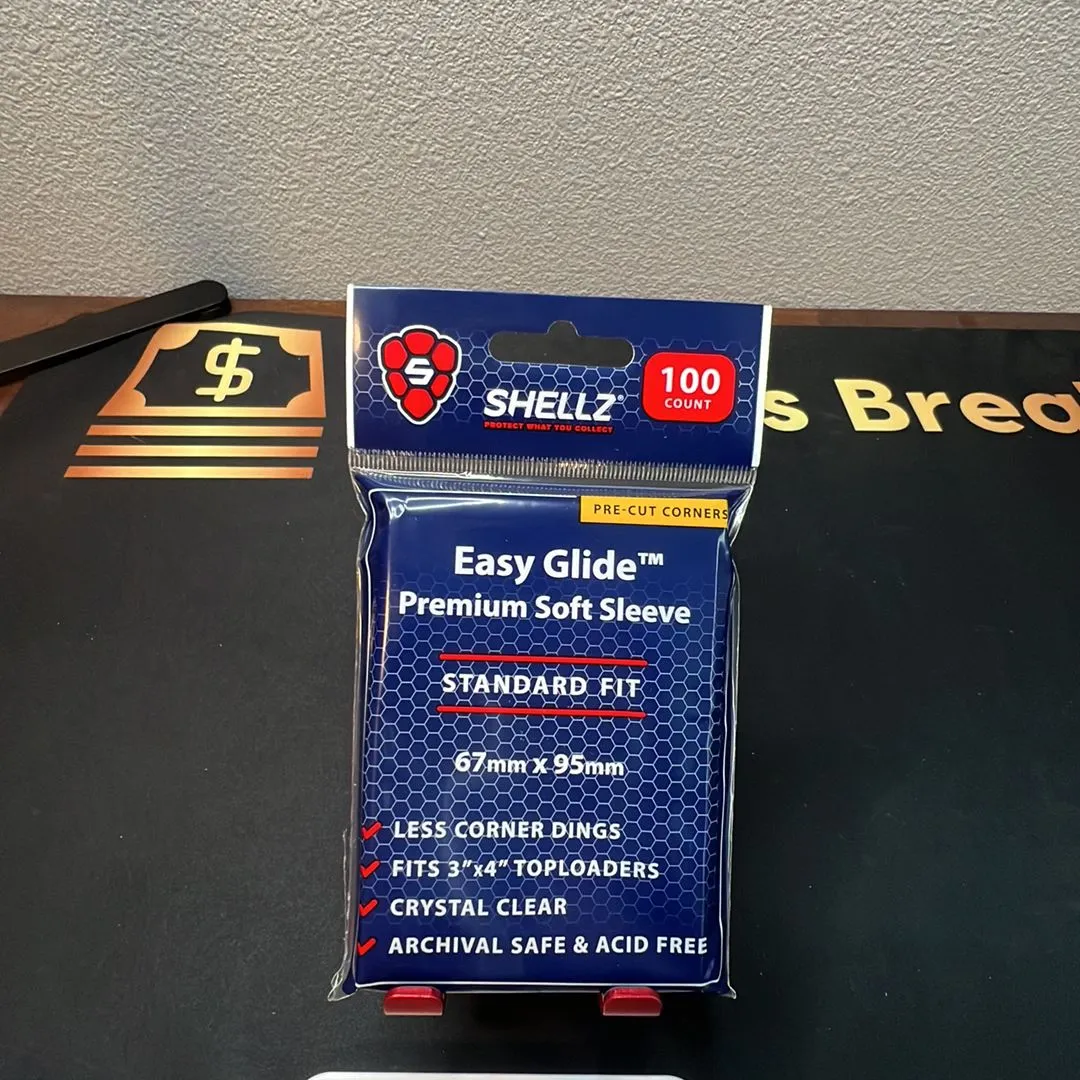 $
S
SHELLZ®
PROTECT WHAT YOU COLLECT
100
COUNT
s Brea
PRE-CUT CORNERS
Easy Glide™
Premium Soft Sleeve
STANDARD FIT
67mm x 95mm
LESS CORNER DINGS
FITS 3"x4" TOPLOADERS
CRYSTAL CLEAR
ARCHIVAL SAFE & ACID FREE